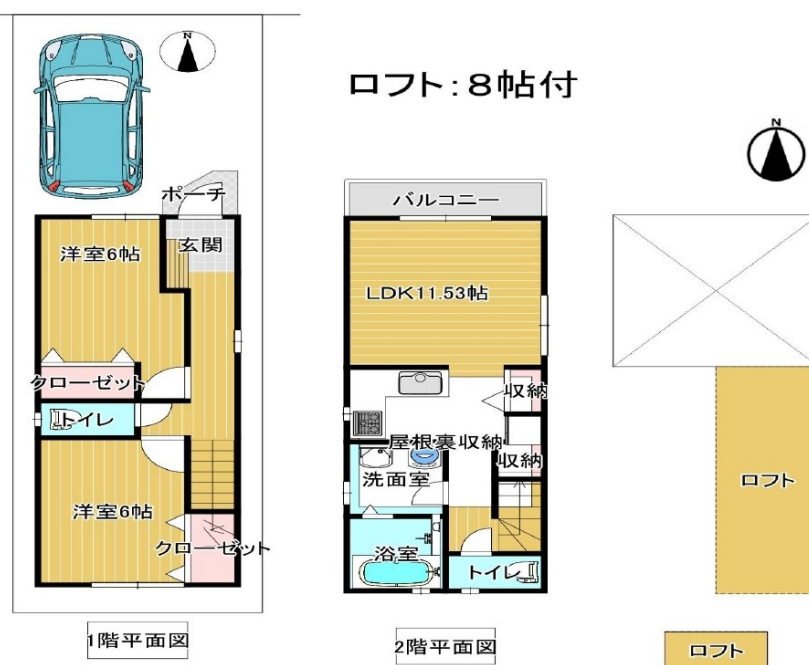 N
ロフト:8帖付
N
ポーチ
バルコニー
洋室6帖
玄関
LDK11.53帖
クローゼット
収納
トイレ
屋根裏収納
収納
洗面室
ロフト
洋室6帖
クローゼット
浴室
トイレ
1階平面図
2階平面図
ロフト